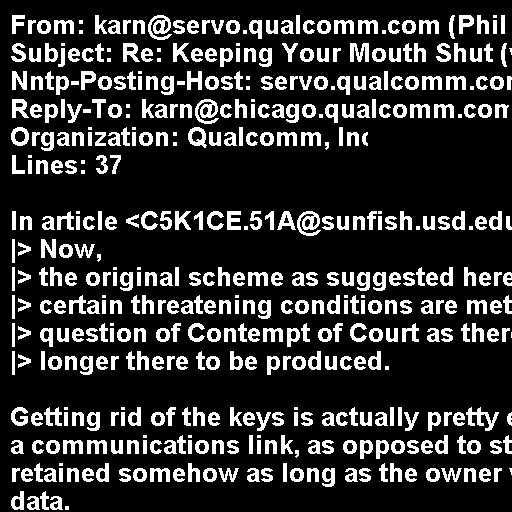 From: karn@servo.qualcomm.com (Phil
Subject: Re: Keeping Your Mouth Shut (
Nntp-Posting-Host: servo.qualcomm.co
Reply-To: karn@chicago.qualcomm.com
Organization: Qualcomm, Inc
Lines: 37

In article <C5K1CE.51A@sunfish.usd.edu
|> Now,
|> the original scheme as suggested here
|> certain threatening conditions are met
|> question of Contempt of Court as ther
|> longer there to be produced.

Getting rid of the keys is actually pretty
a communications link, as opposed to st
retained somehow as long as the owner
data.